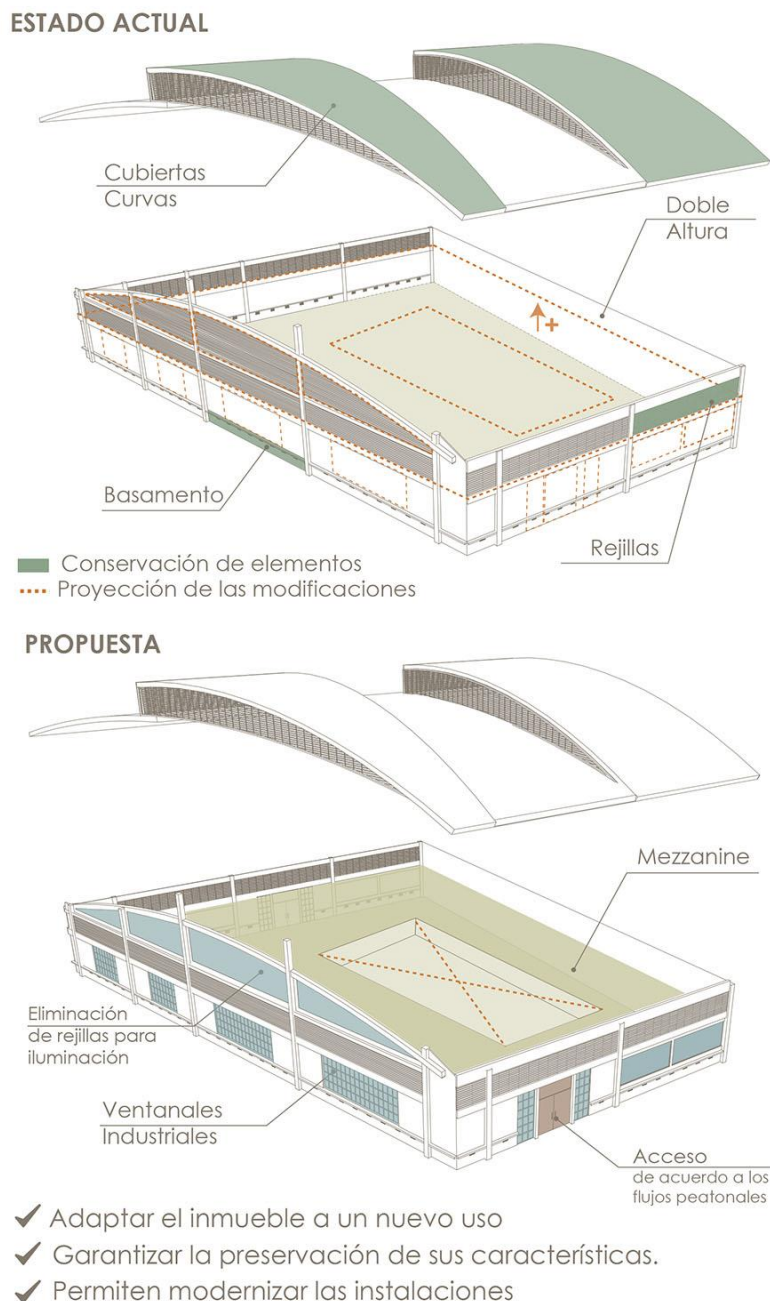 ESTADO ACTUAL
Cubiertas
Curvas
Doble
Altura
+
Basamento
Rejillas
Conservación de elementos
Proyección de las modificaciones
PROPUESTA
Mezzanine
Eliminación
de rejillas para
iluminación
Ventanales
Industriales
Acceso
de acuerdo a los
flujos peatonales
✓ Adaptar el inmueble a un nuevo uso
✓ Garantizar la preservación de sus características.
✓ Permiten modernizar las instalaciones